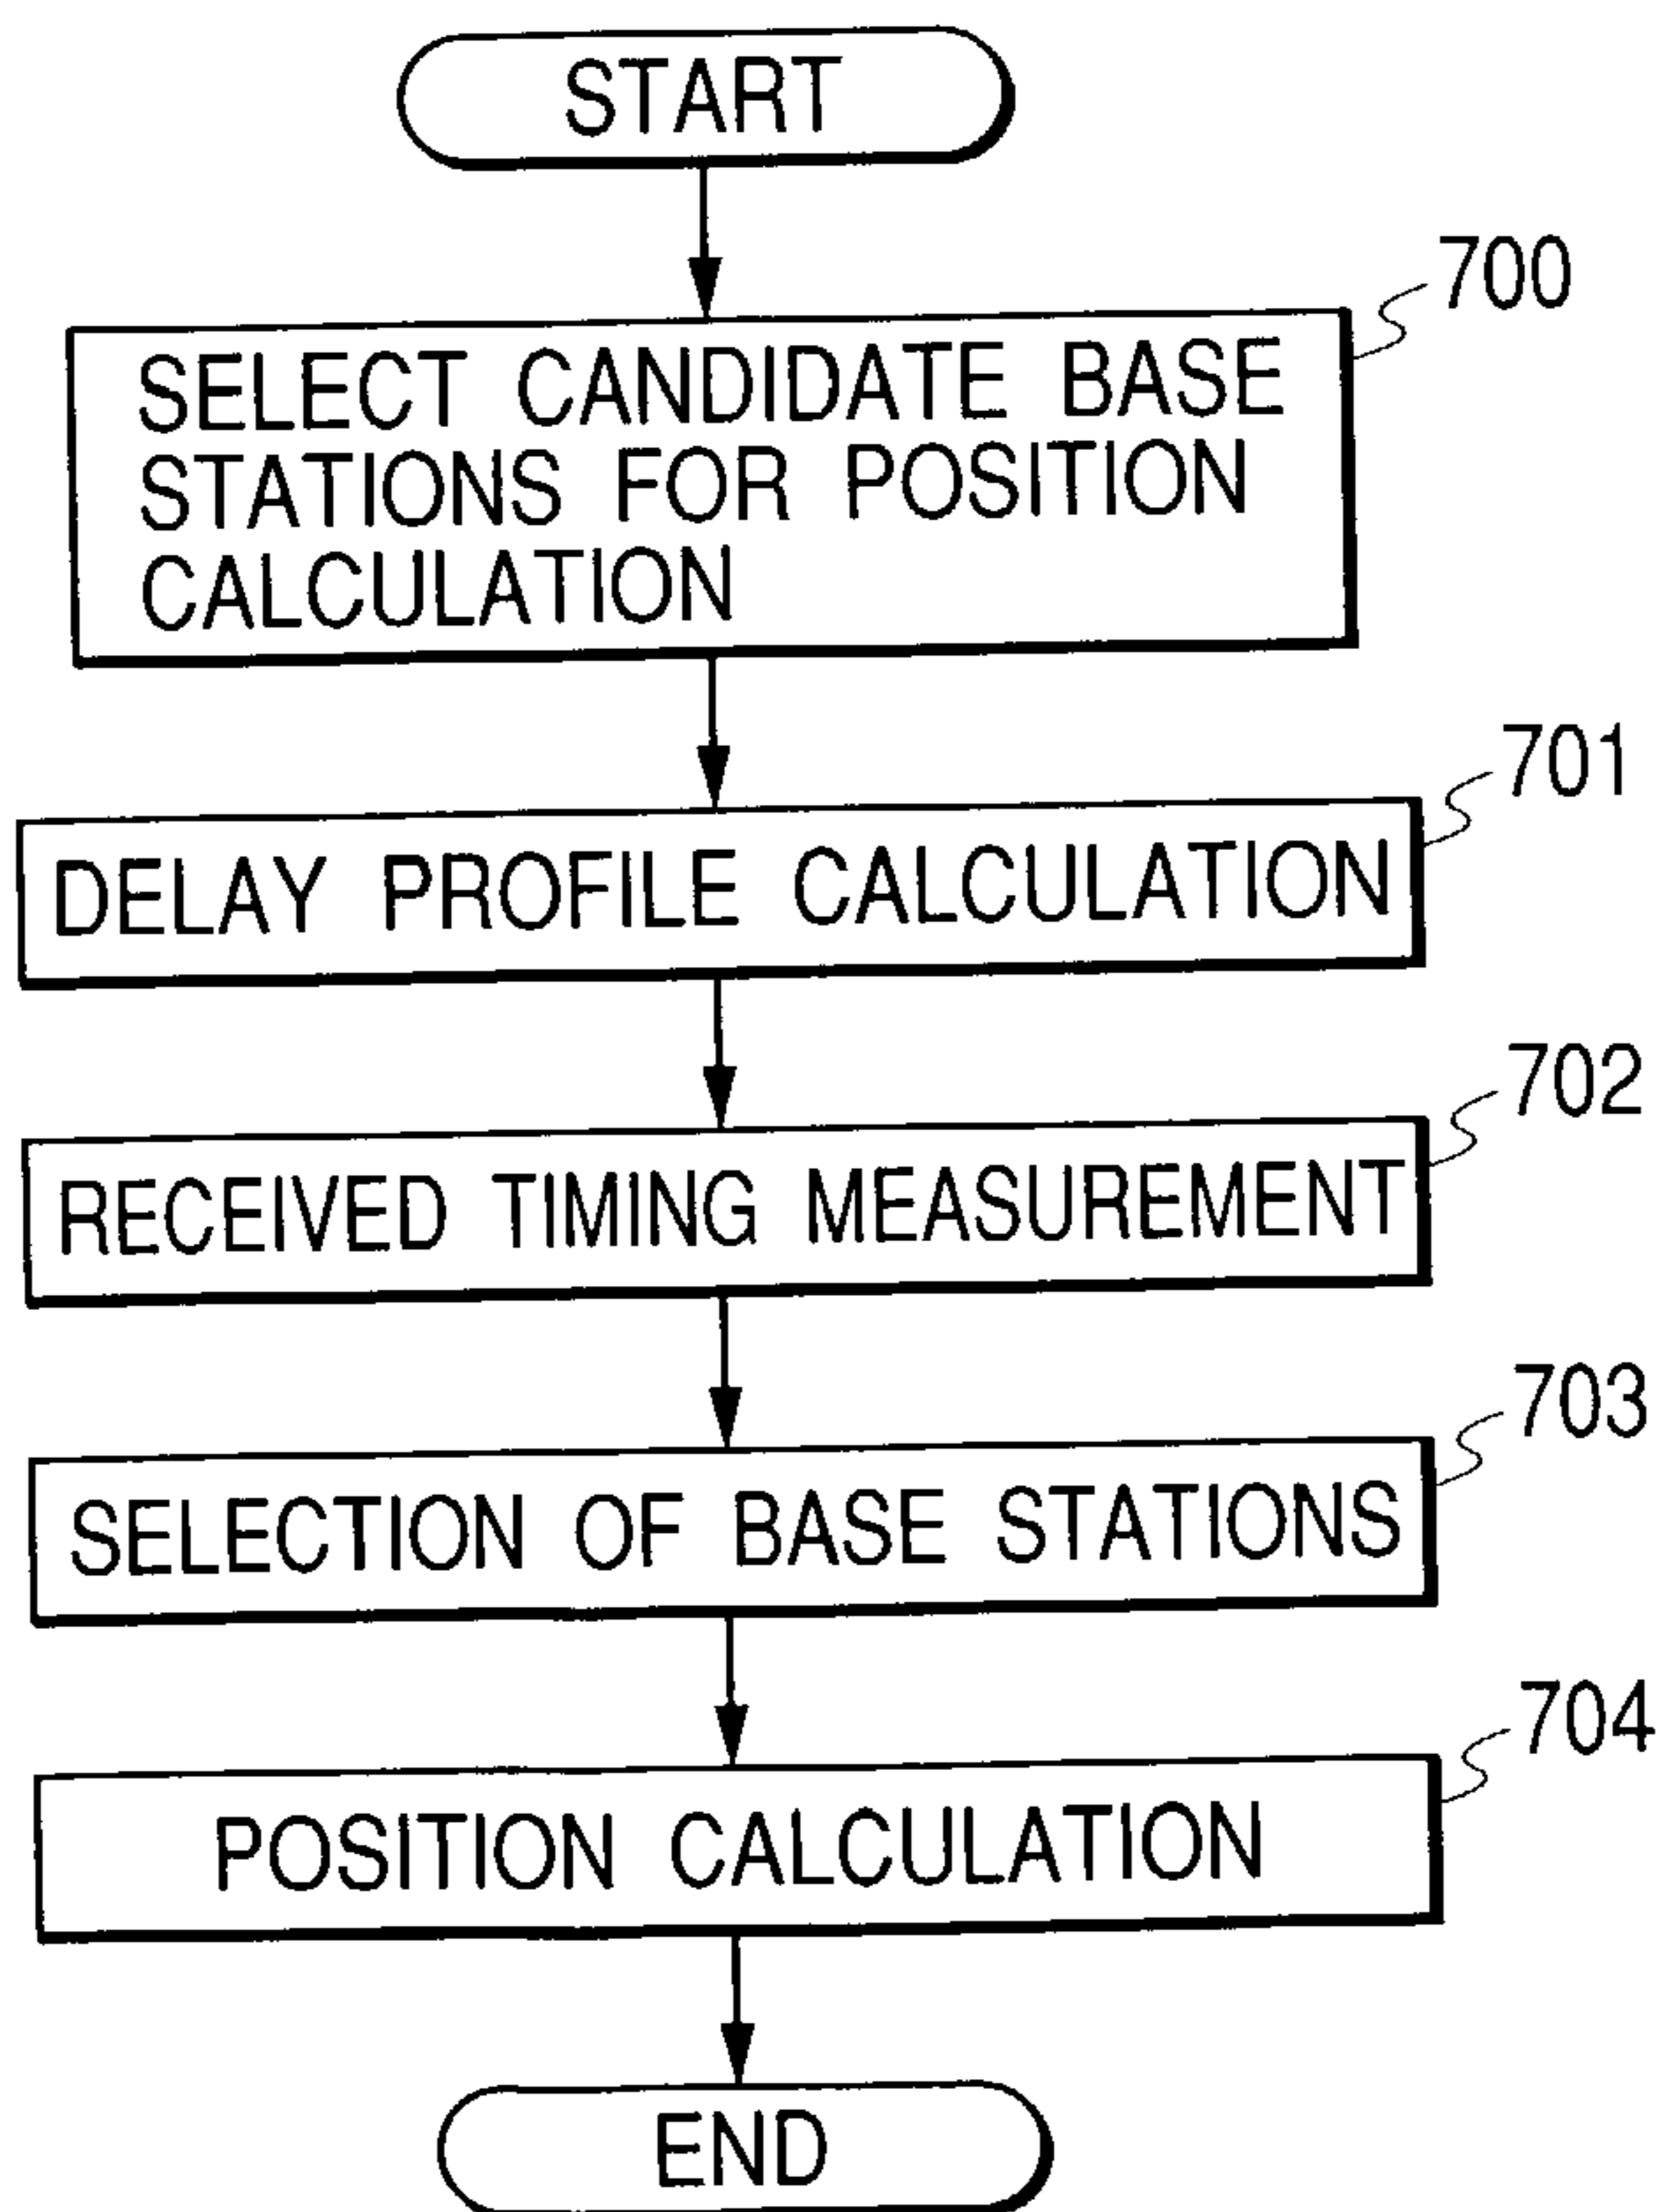 START
700
SELECT CANDIDATE BASE
STATIONS FOR POSITION
CALCULATION
701
DELAY PROFILE CALCULATION
702
RECEIVED TIMING MEASUREMENT
703
SELECTION OF BASE STATIONS
704
POSITION CALCULATION
END